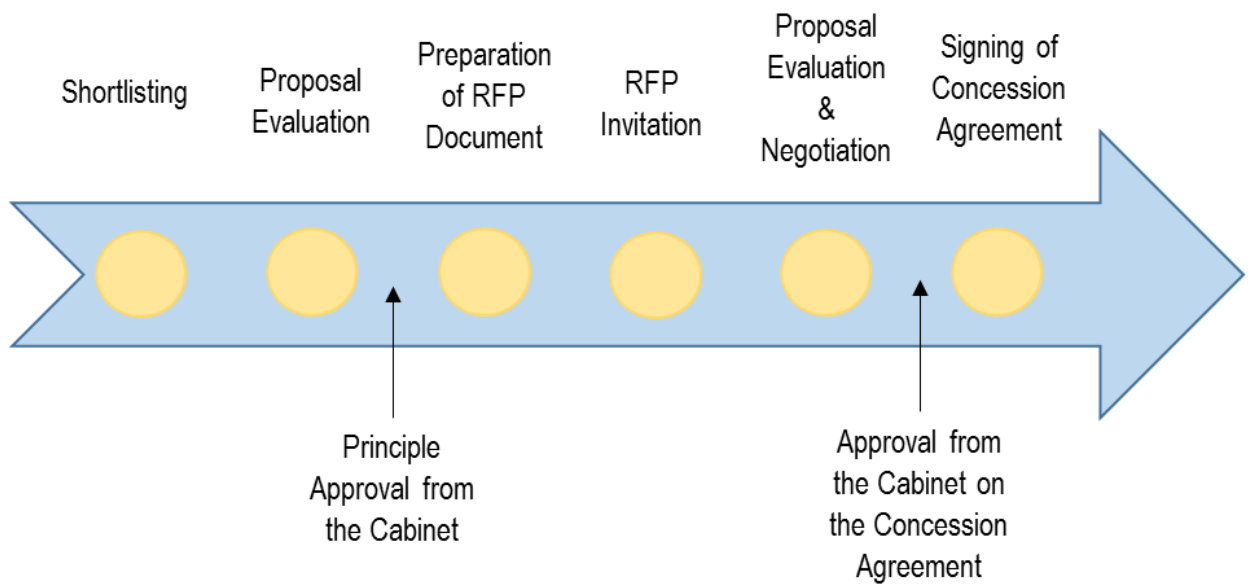 Shortlisting
Proposal
Evaluation
Preparation
of RFP
Document
RFP
Invitation
Proposal
Evaluation
&
Negotiation
Signing of
Concession
Agreement
Principle
Approval from
the Cabinet
Approval from
the Cabinet on
the Concession
Agreement